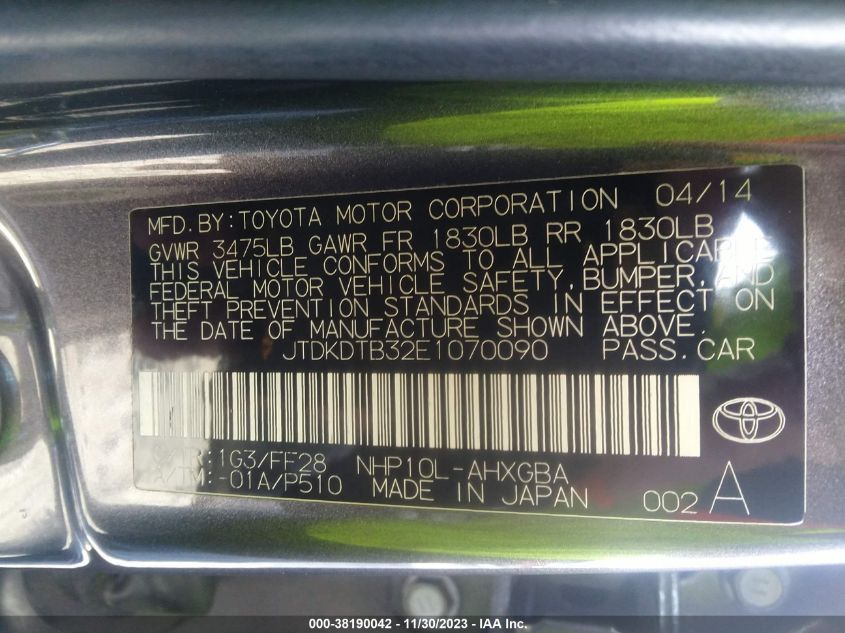 MFD.BY:TOYOTA MOTOR CORPORATION 04/14
GVWR 3475LB GAWR FR 1830LB RR 1830LB
THIS VEHICLE CONFORMS TO ALL APPLICABLE
FEDERAL MOTOR VEHICLE SAFETY,BUMPER,AND
THEFT PREVENTION STANDARDS IN EFFECT ON
THE DATE OF MANUFACTURE SHOWN ABOVE.
JTDKDTB32E1070090 PASS.CAR
C/TR:1G3/FF28 NHP10L-AHXGBA
A/TM:-01A/P510 MADE IN JAPAN 002 A
000-38190042 - 11/30/2023 - IAA Inc.